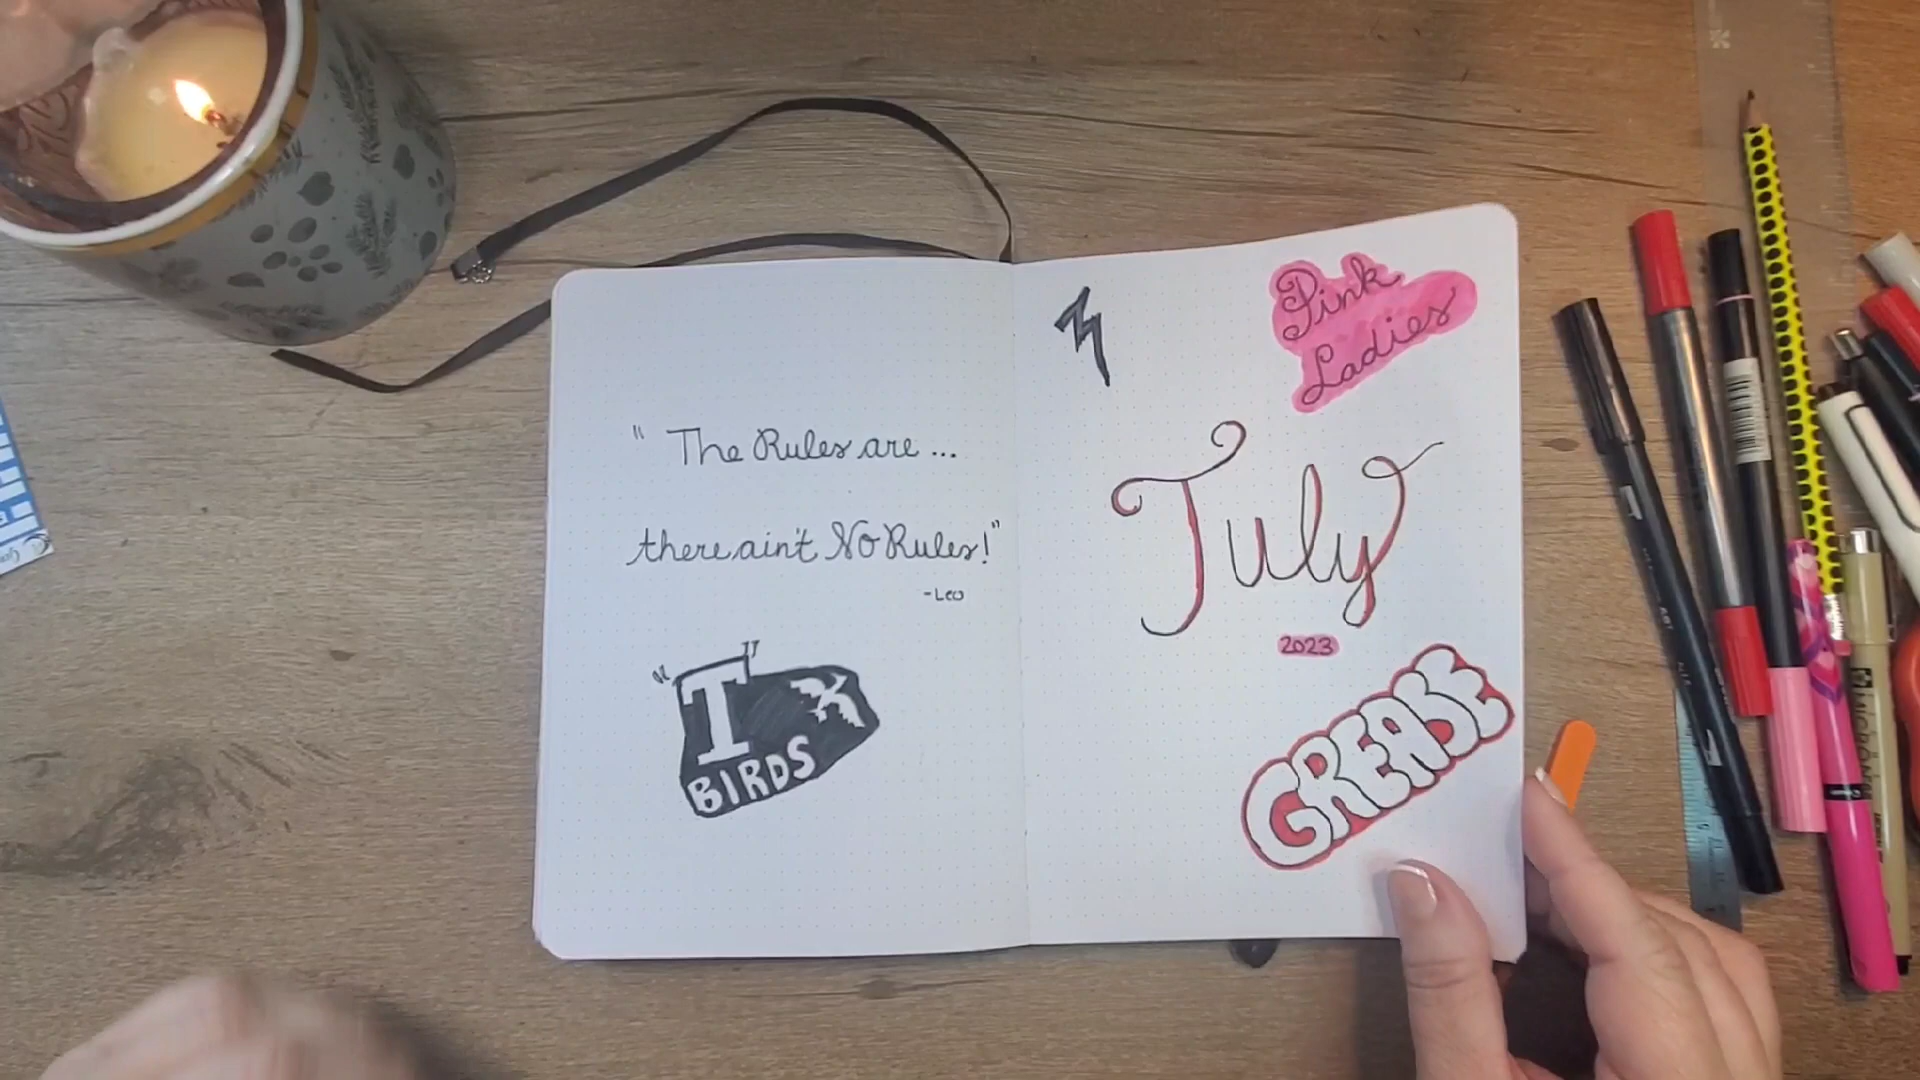 " The Rules are ...
there ain't No Rules!"
-Leo
"T"
BIRDS
Pink
Ladies
July
2023
GREASE